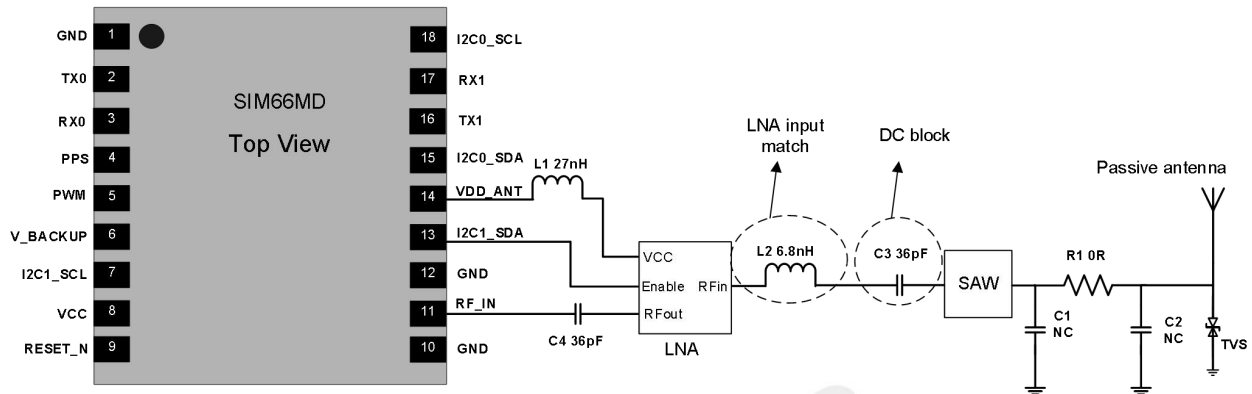 GND
1
TX0
2
RX0
3
PPS
4
PWM
5
V_BACKUP
6
I2C1_SCL
7
VCC
8
RESET_N
9
SIM66MD
Top View
18
I2C0_SCL
17
RX1
16
TX1
15
I2C0_SDA
14
VDD_ANT
13
I2C1_SDA
12
GND
11
RF_IN
10
GND
L1 27nH
C4 36pF
VCC
Enable
RFin
RFout
LNA
LNA input
match
L2 6.8nH
DC block
C3 36pF
SAW
R1 0R
C1
NC
C2
NC
Passive antenna
TVS